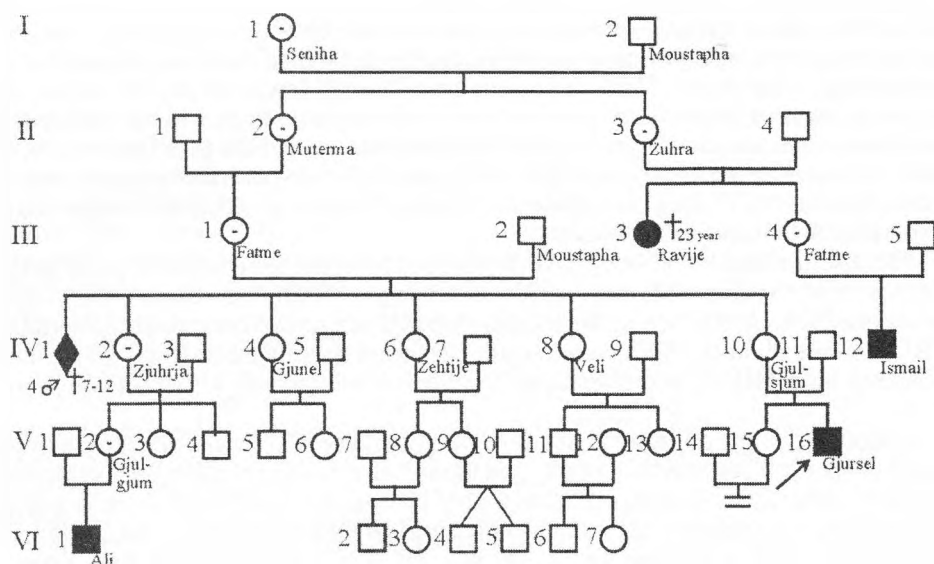 I 1 - Seniha 2 Moustapha
II 1 2 - Muterma 3 - Zuhra 4
III 1 - Fatme 2 Moustapha 3 †23 year Ravije 4 - Fatme 5
IV 1 2 - 3 4 5 6 7 8 9 10 11 12
4 ♂ †7-12 Zjuhrja Gjunel Zehtije Veli Gjul- Ismail
sjum
V 1 2 - 3 4 5 6 7 8 9 10 11 12 13 14 15 16
Gjul- Gjursel
gjum
VI 1 2 3 4 5 6 7
Ali